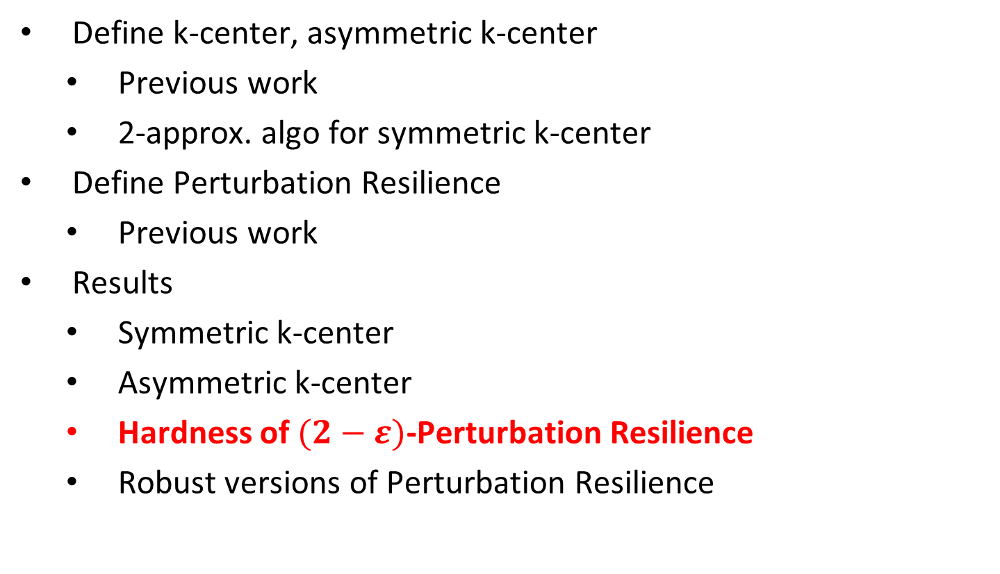 • Define k-center, asymmetric k-center
• Previous work
• 2-approx. algo for symmetric k-center
• Define Perturbation Resilience
• Previous work
• Results
• Symmetric k-center
• Asymmetric k-center
• Hardness of (2 − ε)-Perturbation Resilience
• Robust versions of Perturbation Resilience